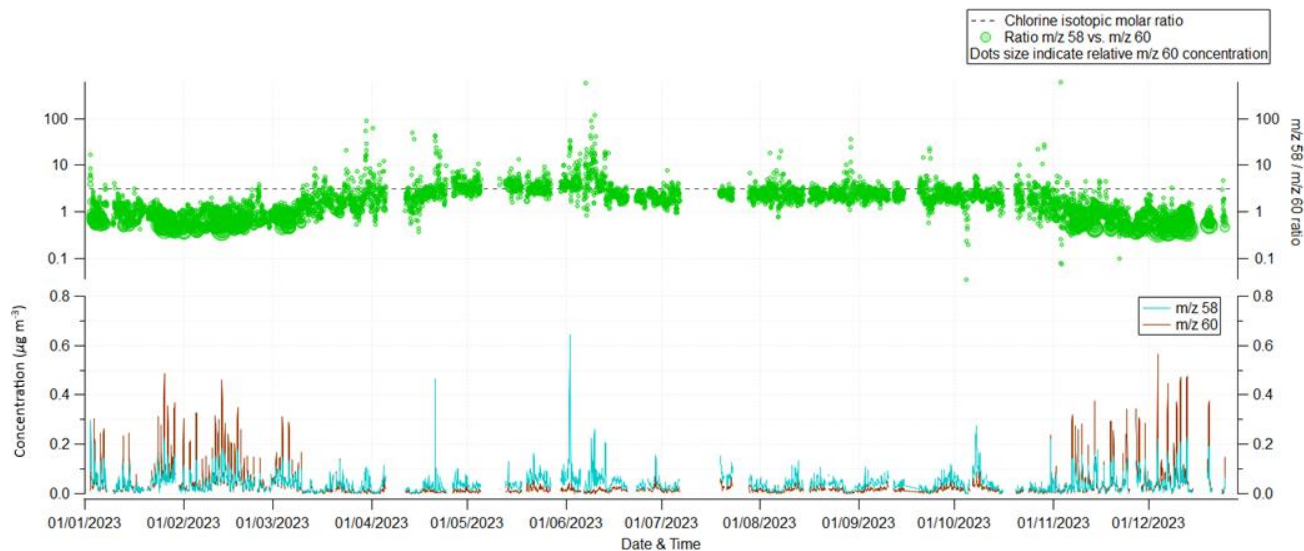 Chlorine isotopic molar ratio
Ratio m/z 58 vs. m/z 60
Dots size indicate relative m/z 60 concentration
100
10
1
0.1
100
10
1
0.1
m/z 58 / m/z 60 ratio
0.8
0.6
0.4
0.2
0.0
Concentration (µg m⁻³)
m/z 58
m/z 60
0.8
0.6
0.4
0.2
0.0
01/01/2023 01/02/2023 01/03/2023 01/04/2023 01/05/2023 01/06/2023 01/07/2023 01/08/2023 01/09/2023 01/10/2023 01/11/2023 01/12/2023
Date & Time